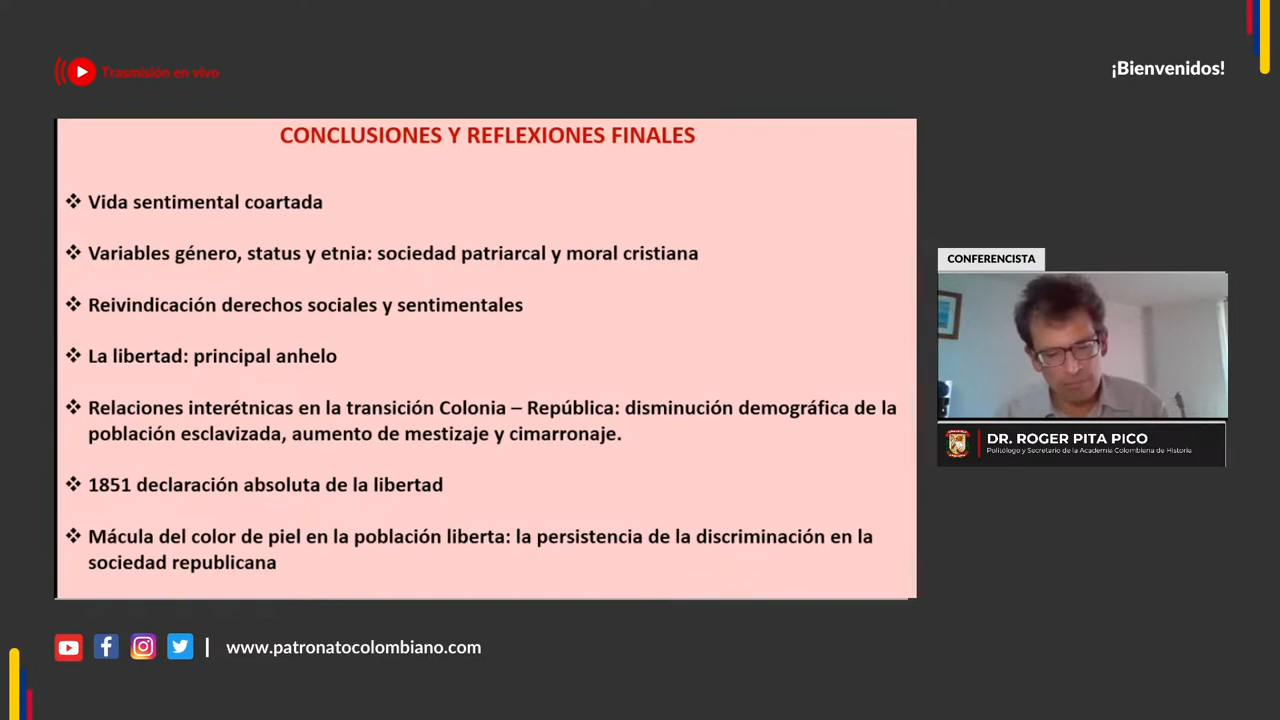 Trasmisión en vivo
¡Bienvenidos!
CONCLUSIONES Y REFLEXIONES FINALES
❖ Vida sentimental coartada
❖ Variables género, status y etnia: sociedad patriarcal y moral cristiana
❖ Reivindicación derechos sociales y sentimentales
❖ La libertad: principal anhelo
❖ Relaciones interétnicas en la transición Colonia – República: disminución demográfica de la
población esclavizada, aumento de mestizaje y cimarronaje.
❖ 1851 declaración absoluta de la libertad
❖ Mácula del color de piel en la población liberta: la persistencia de la discriminación en la
sociedad republicana
CONFERENCISTA
DR. ROGER PITA PICO
Politólogo y Secretario de la Academia Colombiana de Historia
www.patronatocolombiano.com